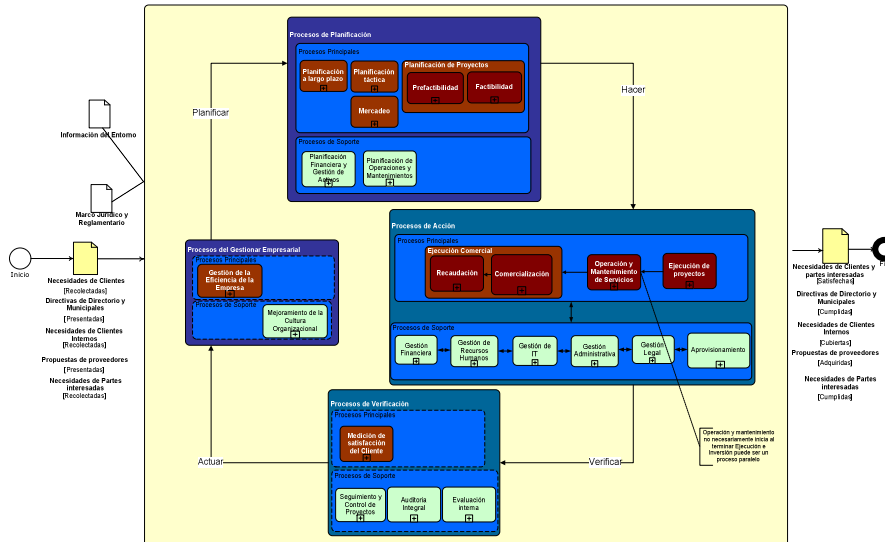 Procesos de Planificación
Procesos Principales
Planificación
a largo plazo
Planificación
táctica
Mercadeo
Planificación de Proyectos
Prefactibilidad
Factibilidad
Procesos de Soporte
Planificación
Financiera y
Gestión de
Activos
Planificación de
Operaciones y
Mantenimientos
Planificar
Hacer
Información del Entorno
Marco Jurídico y
Reglamentario
Inicio
Necesidades de Clientes
[Recolectadas]
Directivas de Directorio y
Municipales
[Presentadas]
Necesidades de Clientes
Internos
[Recolectadas]
Propuestas de proveedores
[Presentadas]
Necesidades de Partes
interesadas
[Recolectadas]
Procesos del Gestionar Empresarial
Procesos Principales
Gestión de la
Eficiencia de la
Empresa
Procesos de Soporte
Mejoramiento de la
Cultura
Organizacional
Procesos de Acción
Procesos Principales
Ejecución Comercial
Recaudación
Comercialización
Operación y
Mantenimiento
de Servicios
Ejecución de
proyectos
Procesos de Soporte
Gestión
Financiera
Gestión de
Recursos
Humanos
Gestión de
IT
Gestión
Administrativa
Gestión
Legal
Aprovisionamiento
Procesos de Verificación
Procesos Principales
Medición de
satisfacción
del Cliente
Procesos de Soporte
Seguimiento y
Control de
Proyectos
Auditoria
Integral
Evaluación
interna
Actuar
Verificar
Operación y mantenimiento
no necesariamente inicia al
terminar Ejecución e
Inversión puede ser un
proceso paralelo
Necesidades de Clientes y
partes interesadas
[Satisfechas]
Directivas de Directorio y
Municipales
[Cumplidas]
Necesidades de Clientes
Internos
[Cubiertas]
Propuestas de proveedores
[Adquiridas]
Necesidades de Partes
interesadas
[Cumplidas]